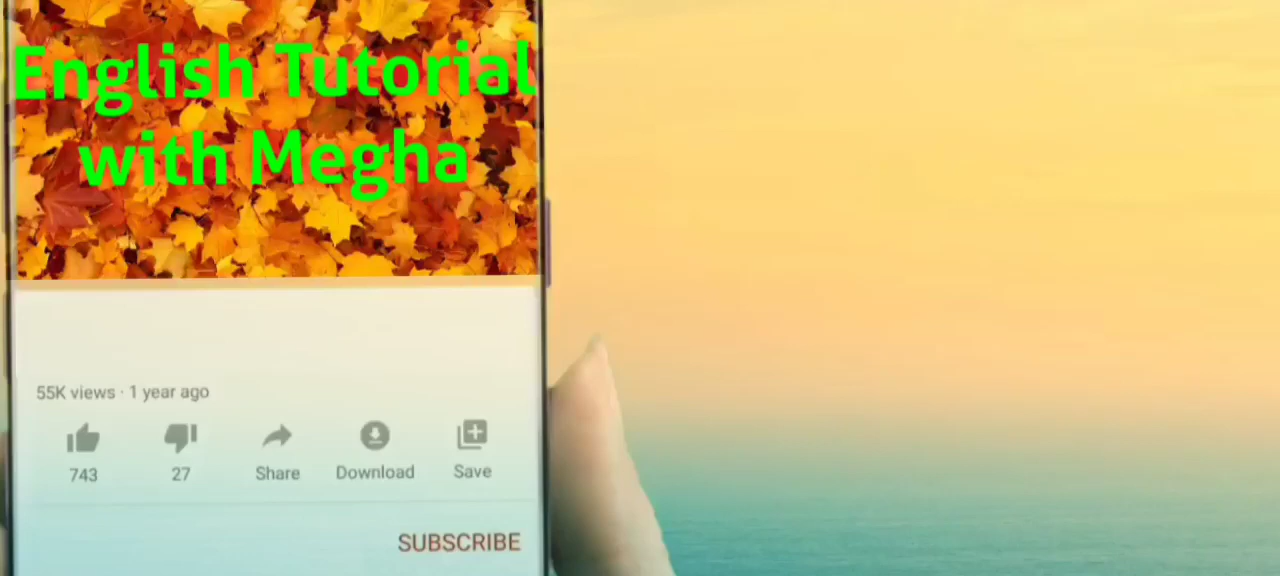 English Tutorial
with Megha
55K views · 1 year ago
743 27 Share Download Save
SUBSCRIBE